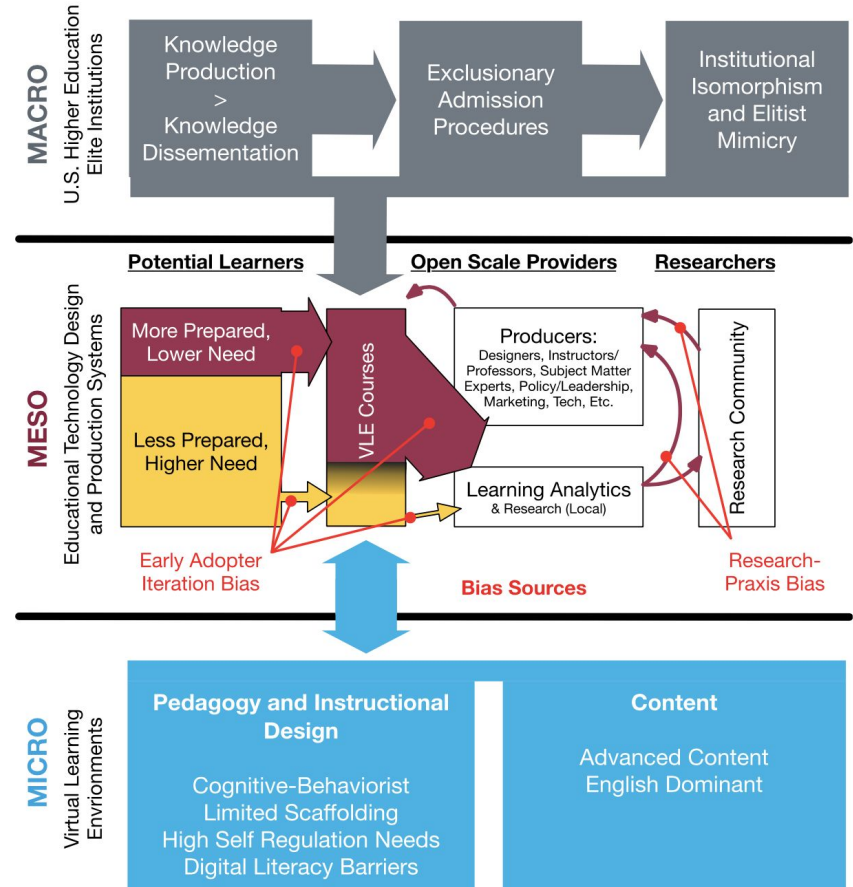 MACRO
U.S. Higher Education
Elite Institutions
Knowledge
Production
>
Knowledge
Dissementation
Exclusionary
Admission
Procedures
Institutional
Isomorphism
and Elitist
Mimicry
MESO
Educational Technology Design
and Production Systems
Potential Learners
Open Scale Providers
Researchers
More Prepared,
Lower Need
Less Prepared,
Higher Need
VLE Courses
Producers:
Designers, Instructors/
Professors, Subject Matter
Experts, Policy/Leadership,
Marketing, Tech, Etc.
Learning Analytics
& Research (Local)
Research Community
Early Adopter
Iteration Bias
Bias Sources
Research-
Praxis Bias
MICRO
Virtual Learning
Envrionments
Pedagogy and Instructional
Design
Cognitive-Behaviorist
Limited Scaffolding
High Self Regulation Needs
Digital Literacy Barriers
Content
Advanced Content
English Dominant